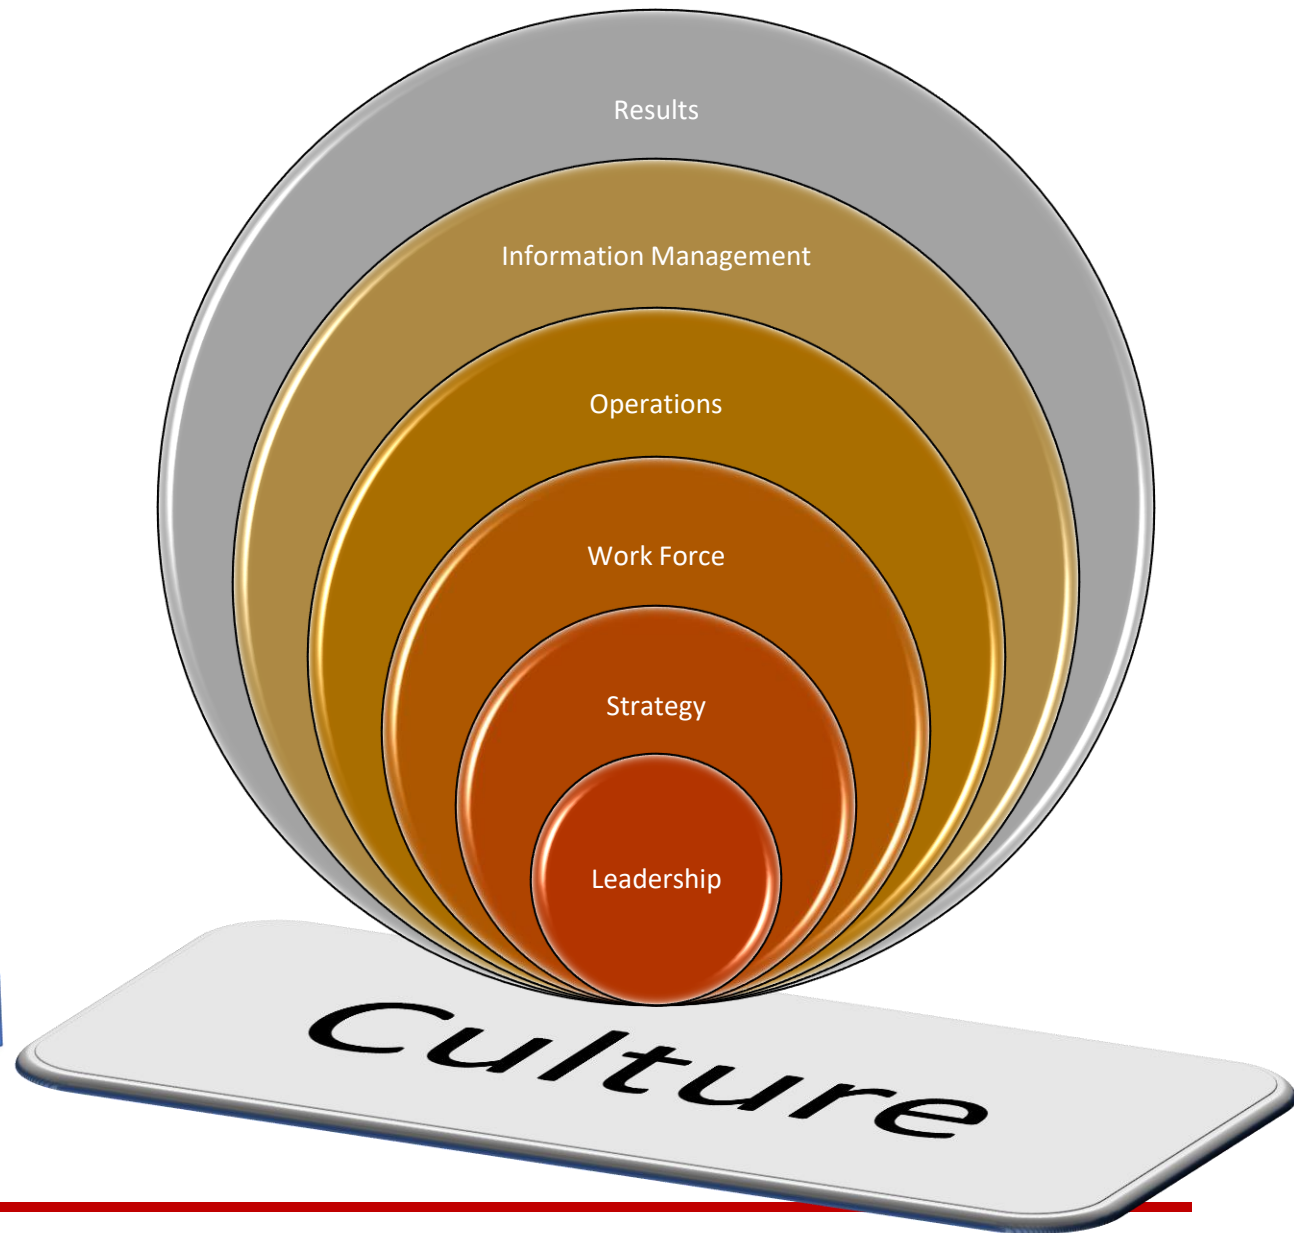 Results
Information Management
Operations
Work Force
Strategy
Leadership
Culture